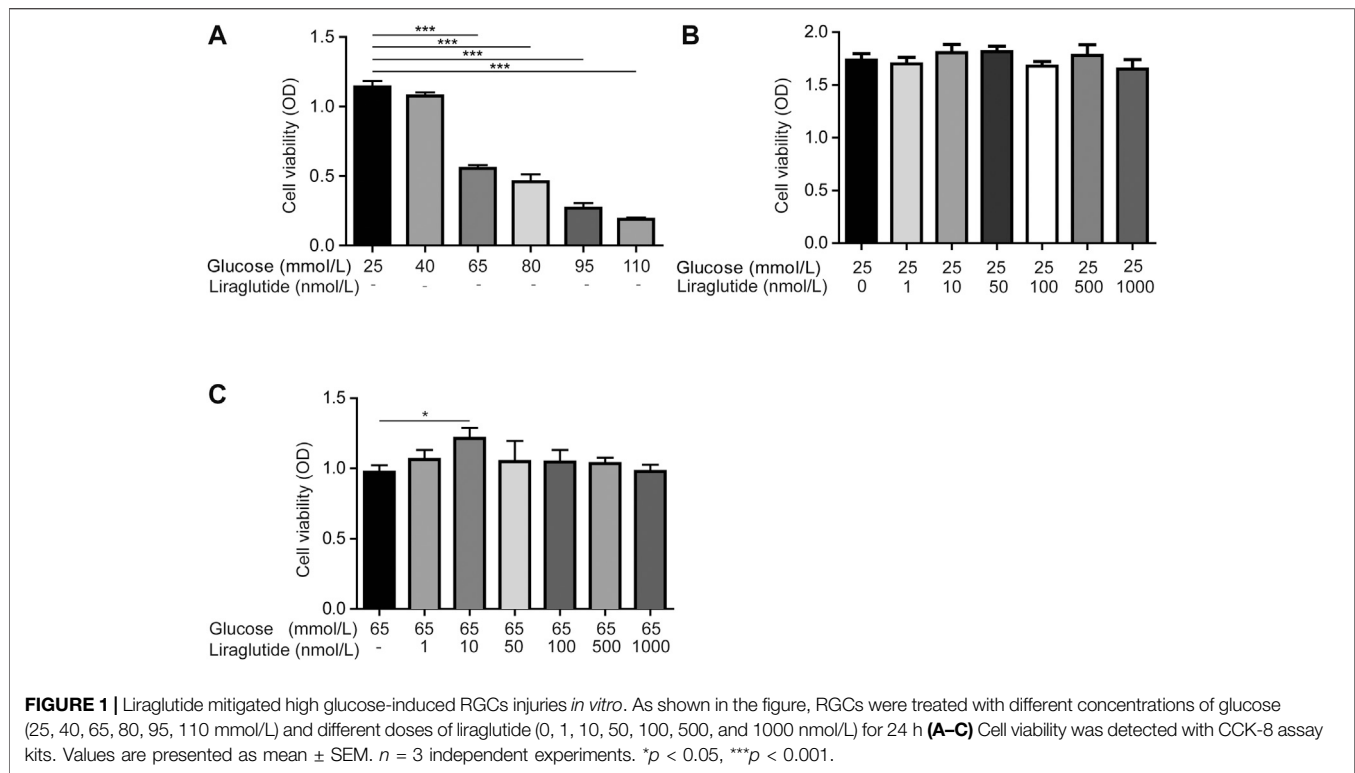 A
***
***
***
***
1.5
1.0
0.5
0.0
Cell viability (OD)
Glucose (mmol/L) 25 40 65 80 95 110
Liraglutide (nmol/L) - - - - - -
B
2.0
1.5
1.0
0.5
0.0
Cell viability (OD)
Glucose (mmol/L) 25 25 25 25 25 25 25
Liraglutide (nmol/L) 0 1 10 50 100 500 1000
C
*
1.5
1.0
0.5
0.0
Cell viability (OD)
Glucose (mmol/L) 65 65 65 65 65 65 65
Liraglutide (nmol/L) - 1 10 50 100 500 1000
FIGURE 1 | Liraglutide mitigated high glucose-induced RGCs injuries in vitro. As shown in the figure, RGCs were treated with different concentrations of glucose
(25, 40, 65, 80, 95, 110 mmol/L) and different doses of liraglutide (0, 1, 10, 50, 100, 500, and 1000 nmol/L) for 24 h (A–C) Cell viability was detected with CCK-8 assay
kits. Values are presented as mean ± SEM. n = 3 independent experiments. *p < 0.05, ***p < 0.001.